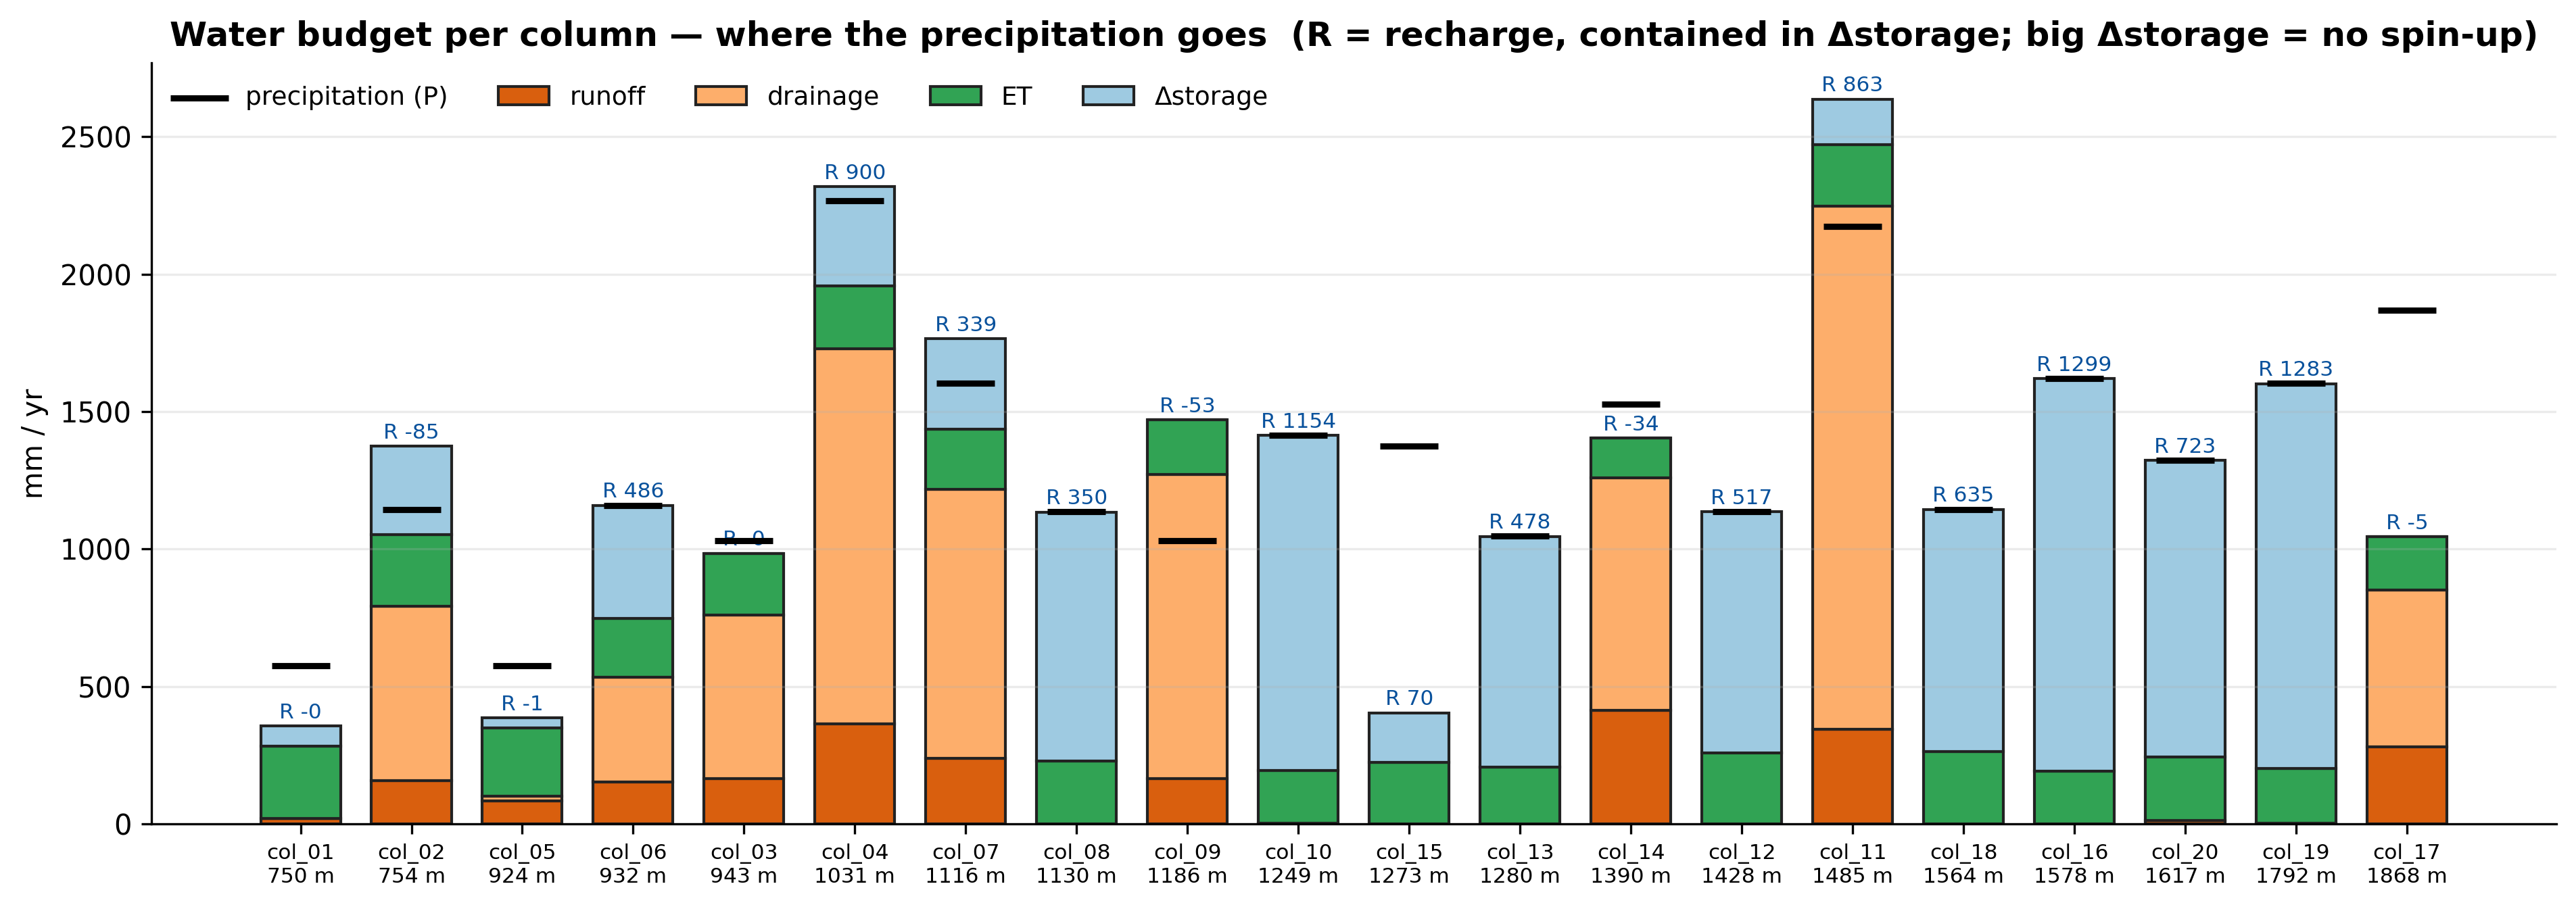 Water budget per column — where the precipitation goes  (R = recharge, contained in Δstorage; big Δstorage = no spin-up)
precipitation (P) runoff drainage ET Δstorage
mm / yr
2500
2000
1500
1000
500
0
R -0
R -85
R -1
R 486
R -0
R 900
R 339
R 350
R -53
R 1154
R 70
R 478
R -34
R 517
R 863
R 635
R 1299
R 723
R 1283
R -5
col_01 col_02 col_05 col_06 col_03 col_04 col_07 col_08 col_09 col_10 col_15 col_13 col_14 col_12 col_11 col_18 col_16 col_20 col_19 col_17
750 m 754 m 924 m 932 m 943 m 1031 m 1116 m 1130 m 1186 m 1249 m 1273 m 1280 m 1390 m 1428 m 1485 m 1564 m 1578 m 1617 m 1792 m 1868 m